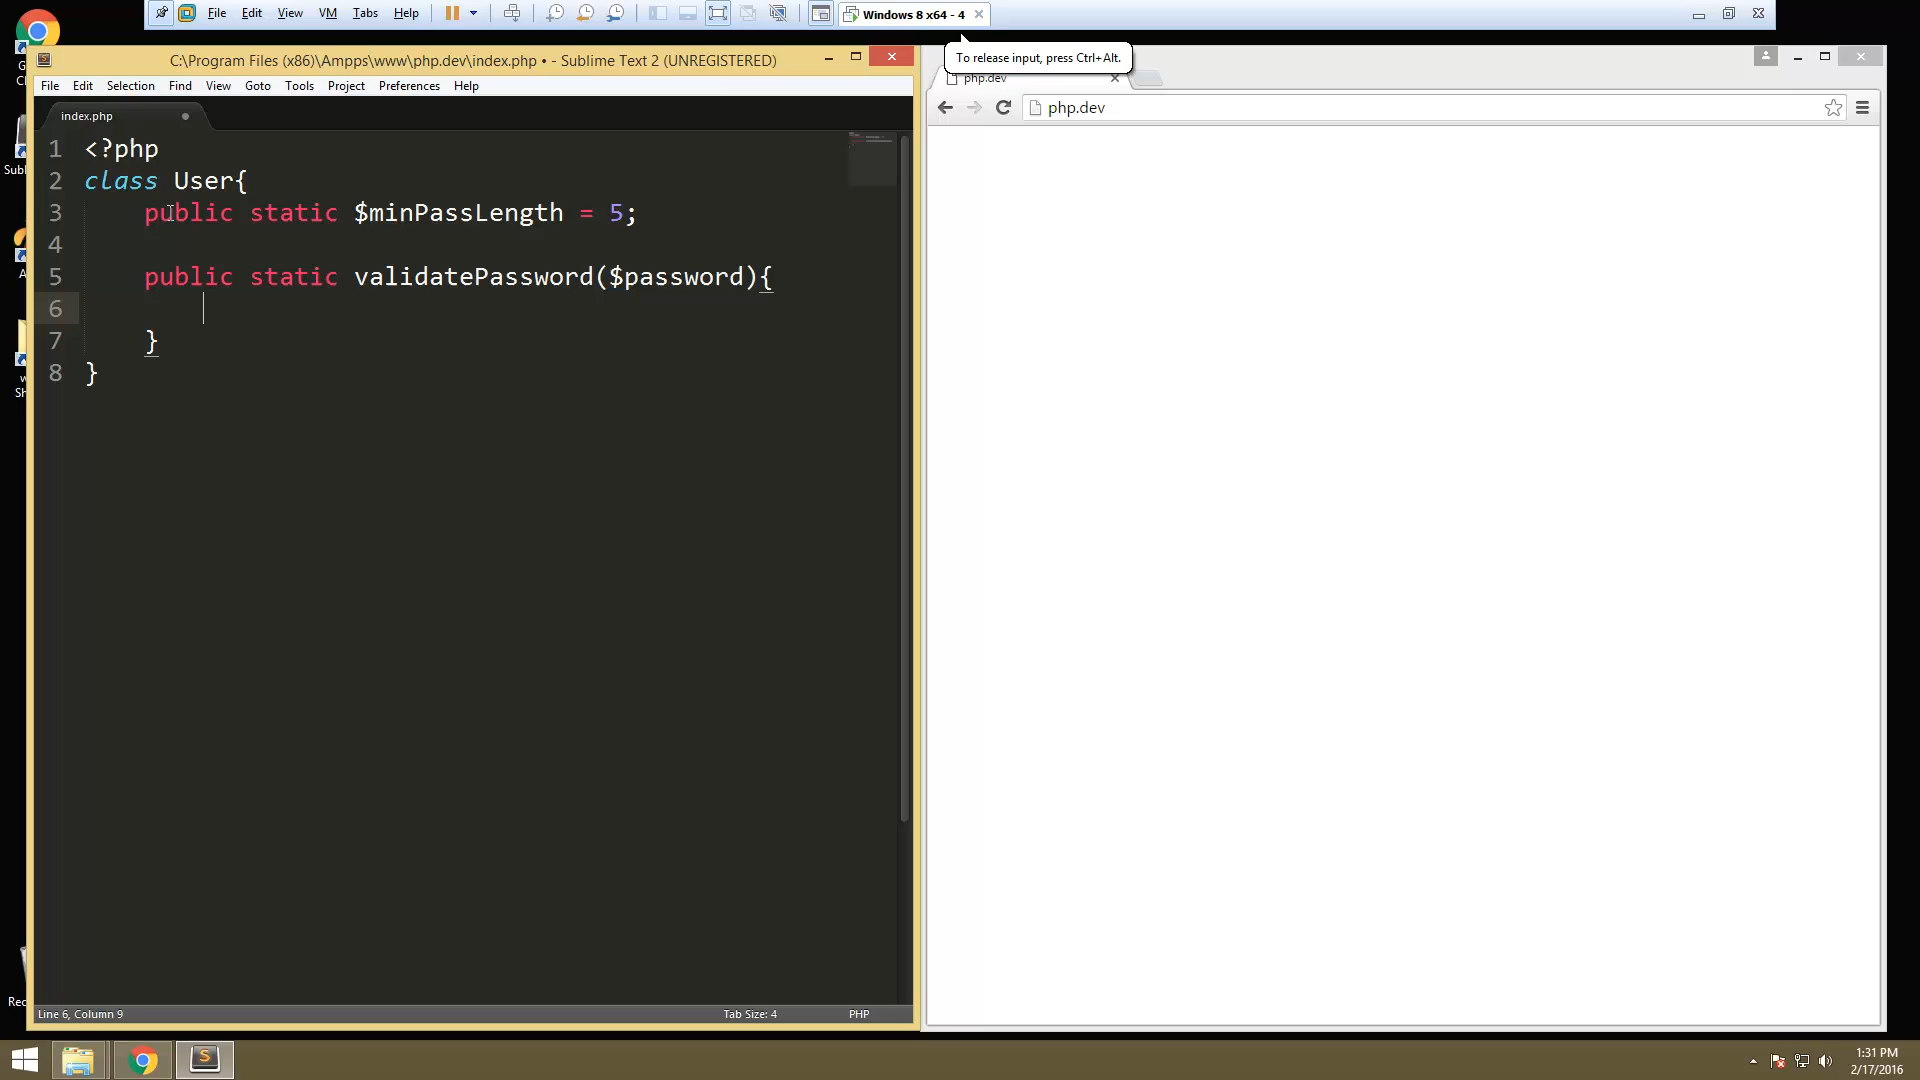 File Edit View VM Tabs Help Windows 8 x64 - 4
To release input, press Ctrl+Alt.
C:\Program Files (x86)\Ampps\www\php.dev\index.php • - Sublime Text 2 (UNREGISTERED)
File Edit Selection Find View Goto Tools Project Preferences Help
index.php
1 <?php
2 class User{
3 public static $minPassLength = 5;
4
5 public static validatePassword($password){
6
7 }
8 }
Line 6, Column 9 Tab Size: 4 PHP
php.dev
php.dev
1:31 PM
2/17/2016